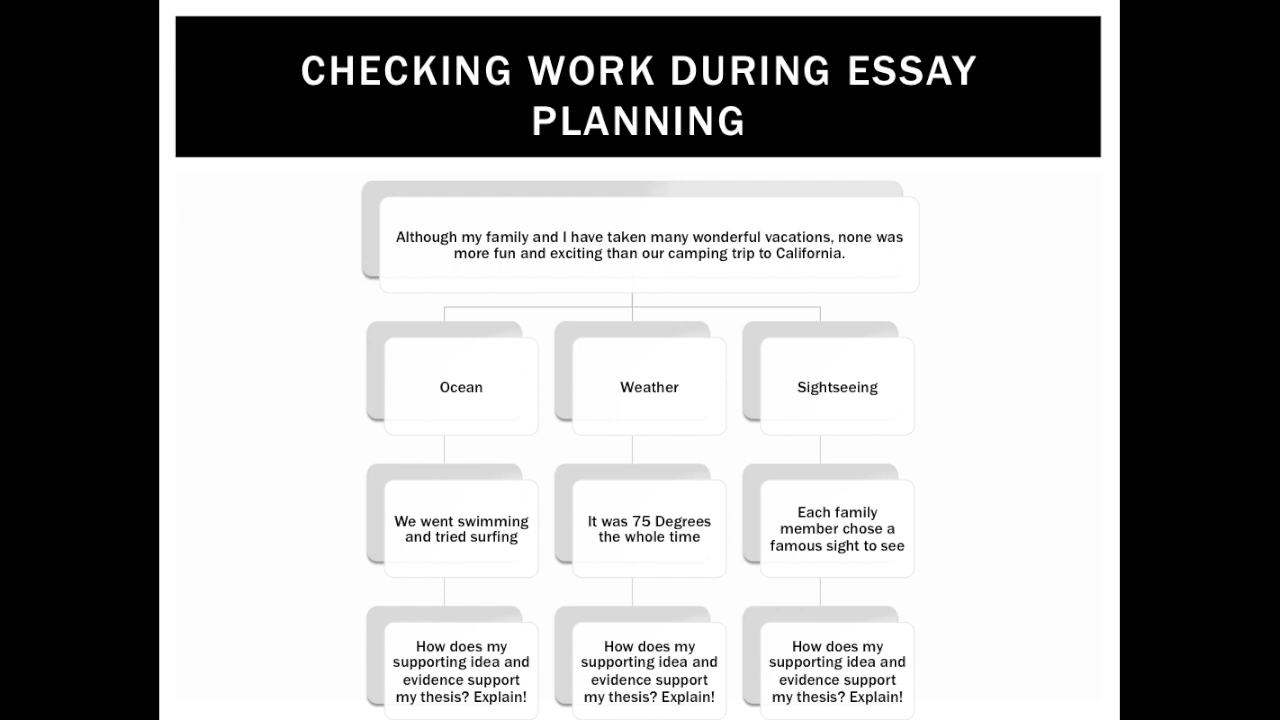 CHECKING WORK DURING ESSAY
PLANNING
Although my family and I have taken many wonderful vacations, none was
more fun and exciting than our camping trip to California.
Ocean
Weather
Sightseeing
We went swimming
and tried surfing
It was 75 Degrees
the whole time
Each family
member chose a
famous sight to see
How does my
supporting idea and
evidence support
my thesis? Explain!
How does my
supporting idea and
evidence support
my thesis? Explain!
How does my
supporting idea and
evidence support
my thesis? Explain!